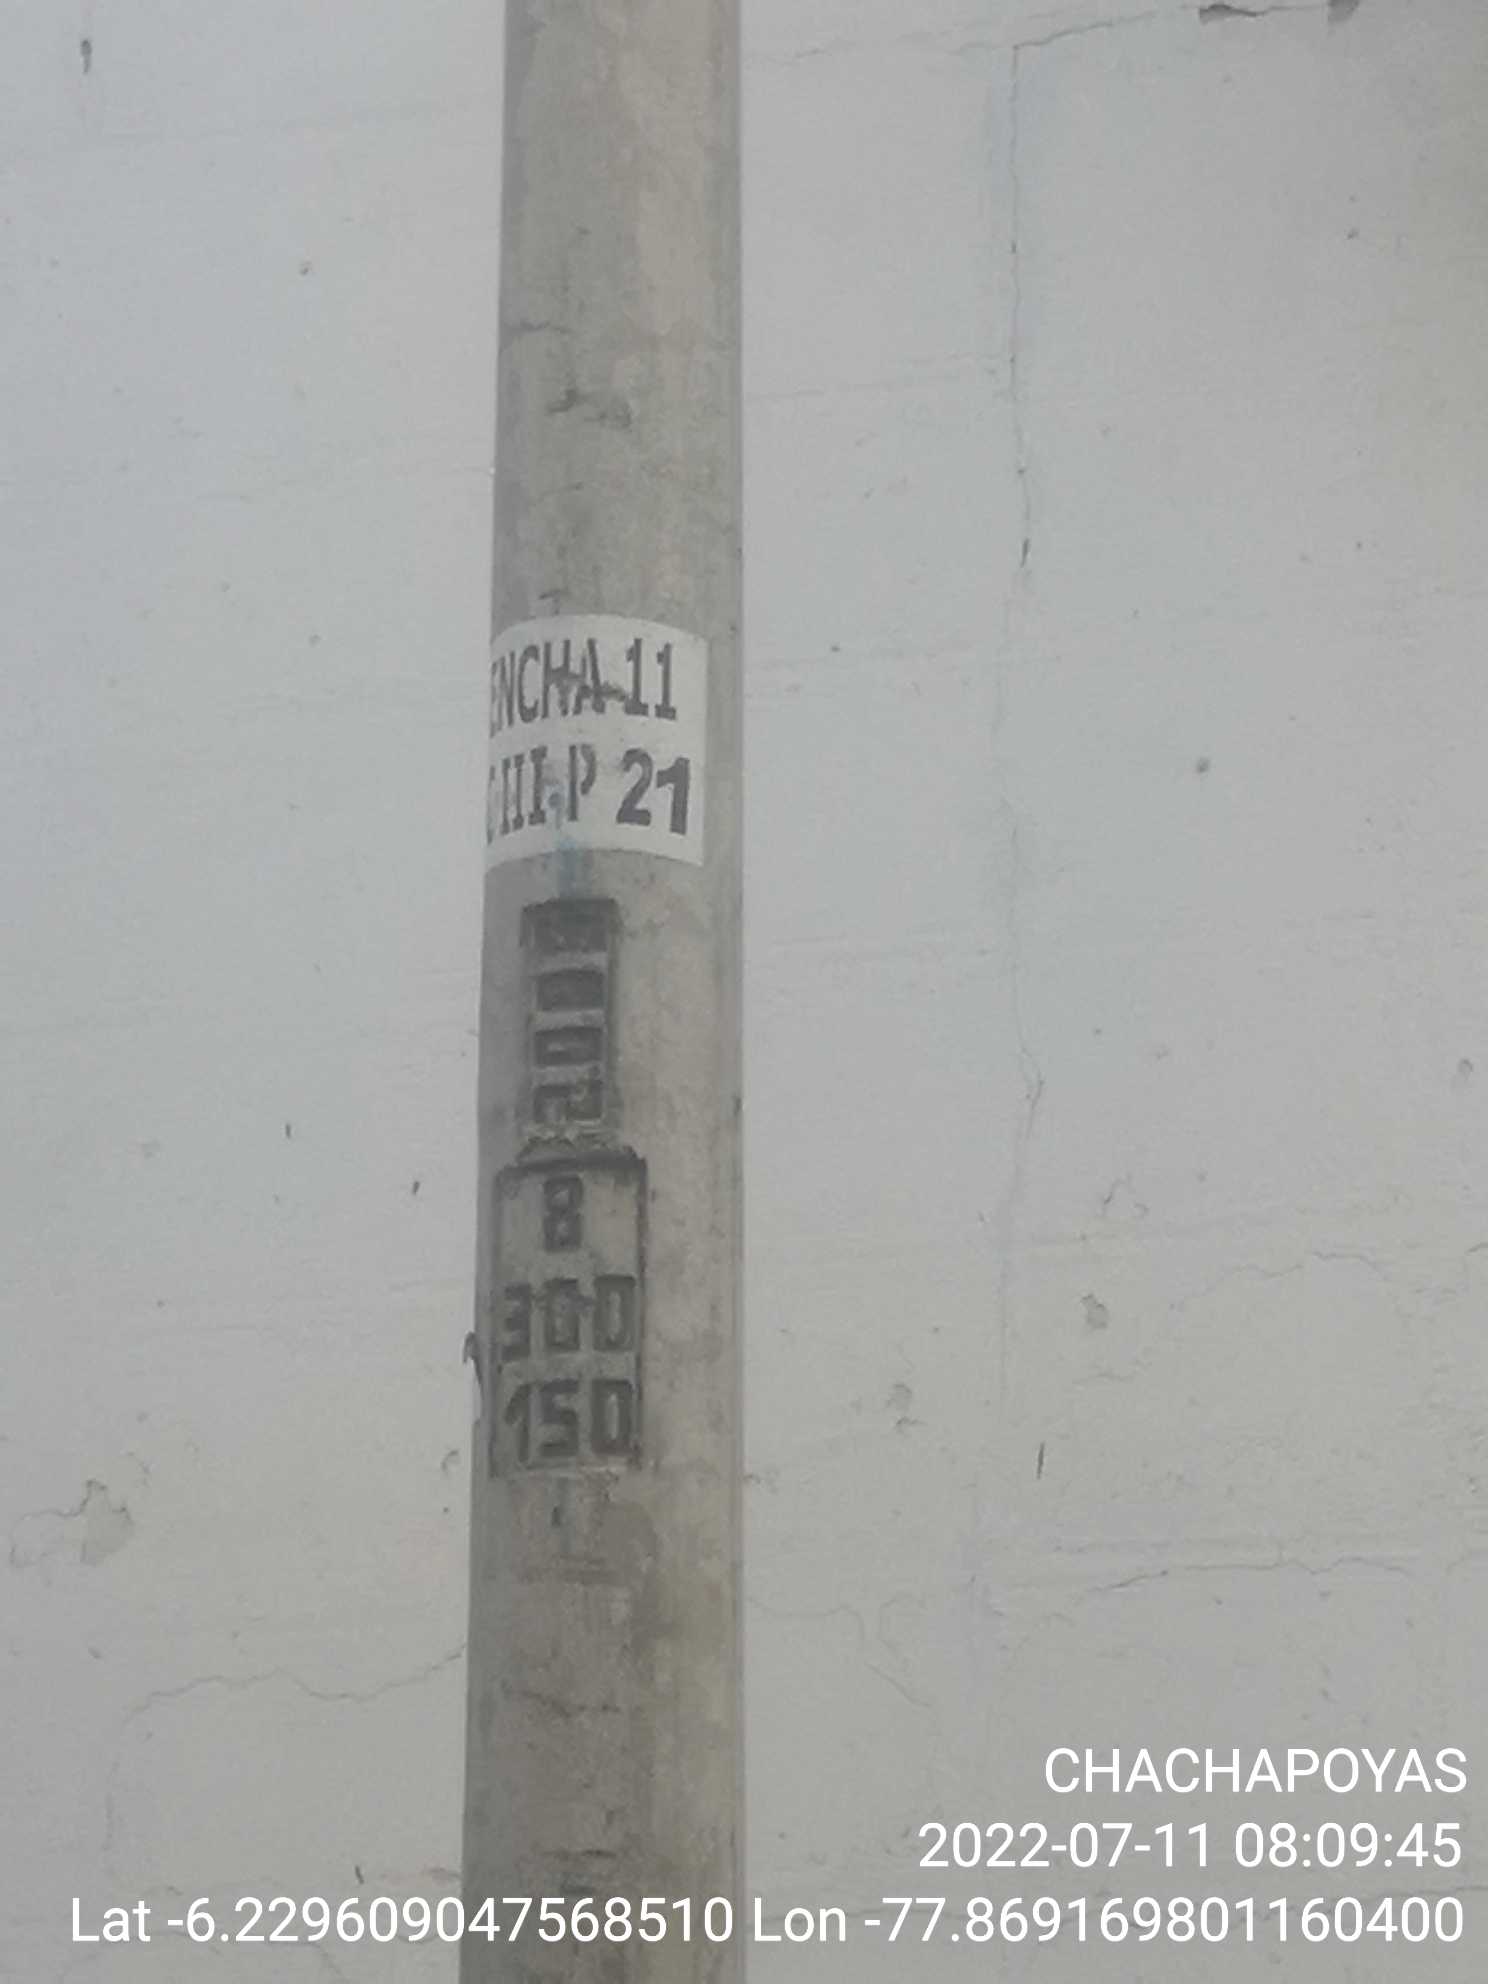 ENCHA 11
III.P 21
8
300
150
CHACHAPOYAS
2022-07-11 08:09:45
Lat -6.229609047568510 Lon -77.869169801160400